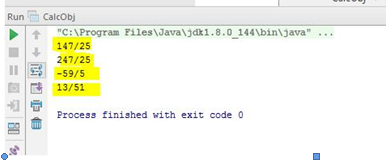 CalcObj
Run CalcObj
"C:\Program Files\Java\jdk1.8.0_144\bin\java" ...
147/25
247/25
-59/5
13/51
Process finished with exit code 0